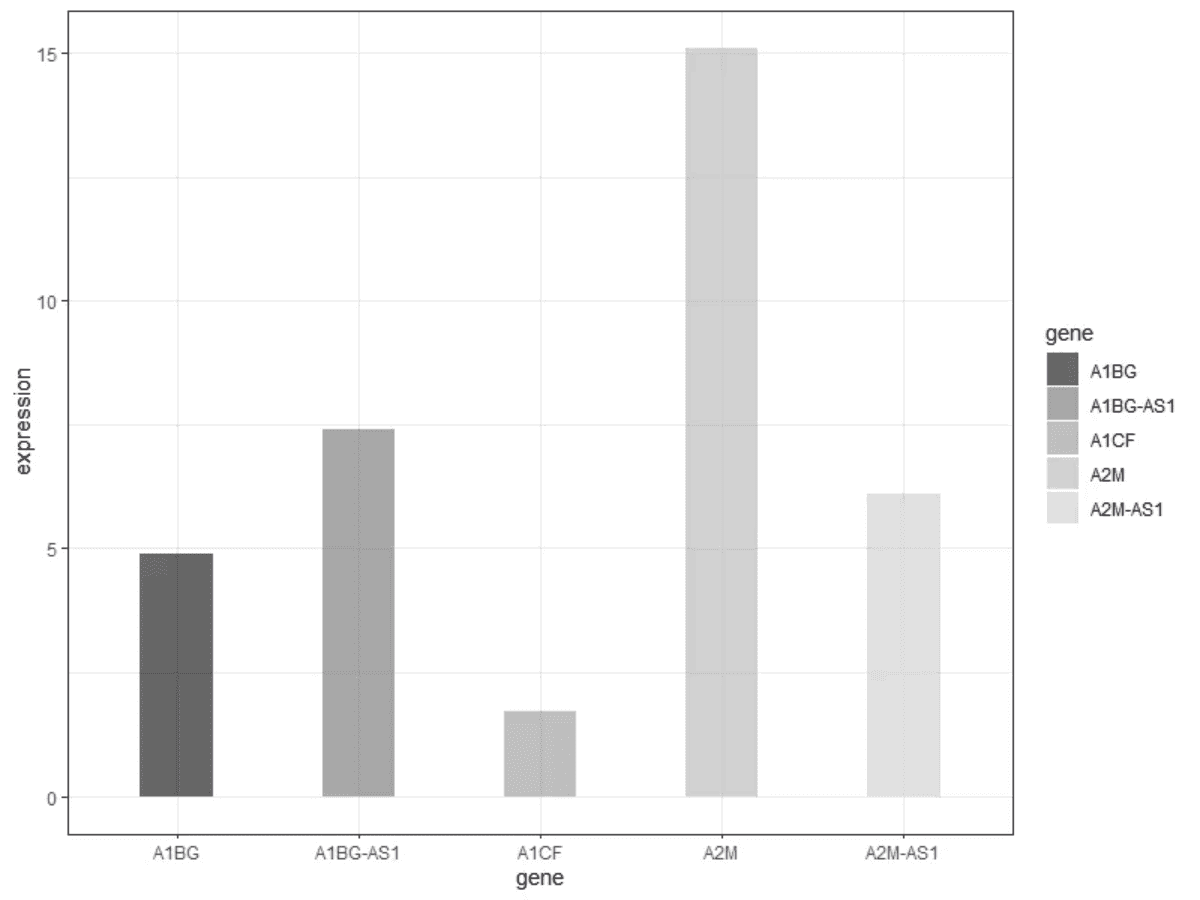 15
10
5
0
expression
A1BG
A1BG-AS1
A1CF
A2M
A2M-AS1
gene
gene
A1BG
A1BG-AS1
A1CF
A2M
A2M-AS1